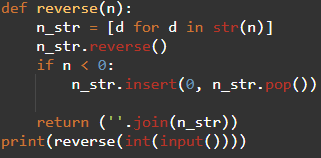 def reverse(n):
    n_str = [d for d in str(n)]
    n_str.reverse()
    if n < 0:
        n_str.insert(0, n_str.pop())
    return (''.join(n_str))
print(reverse(int(input())))